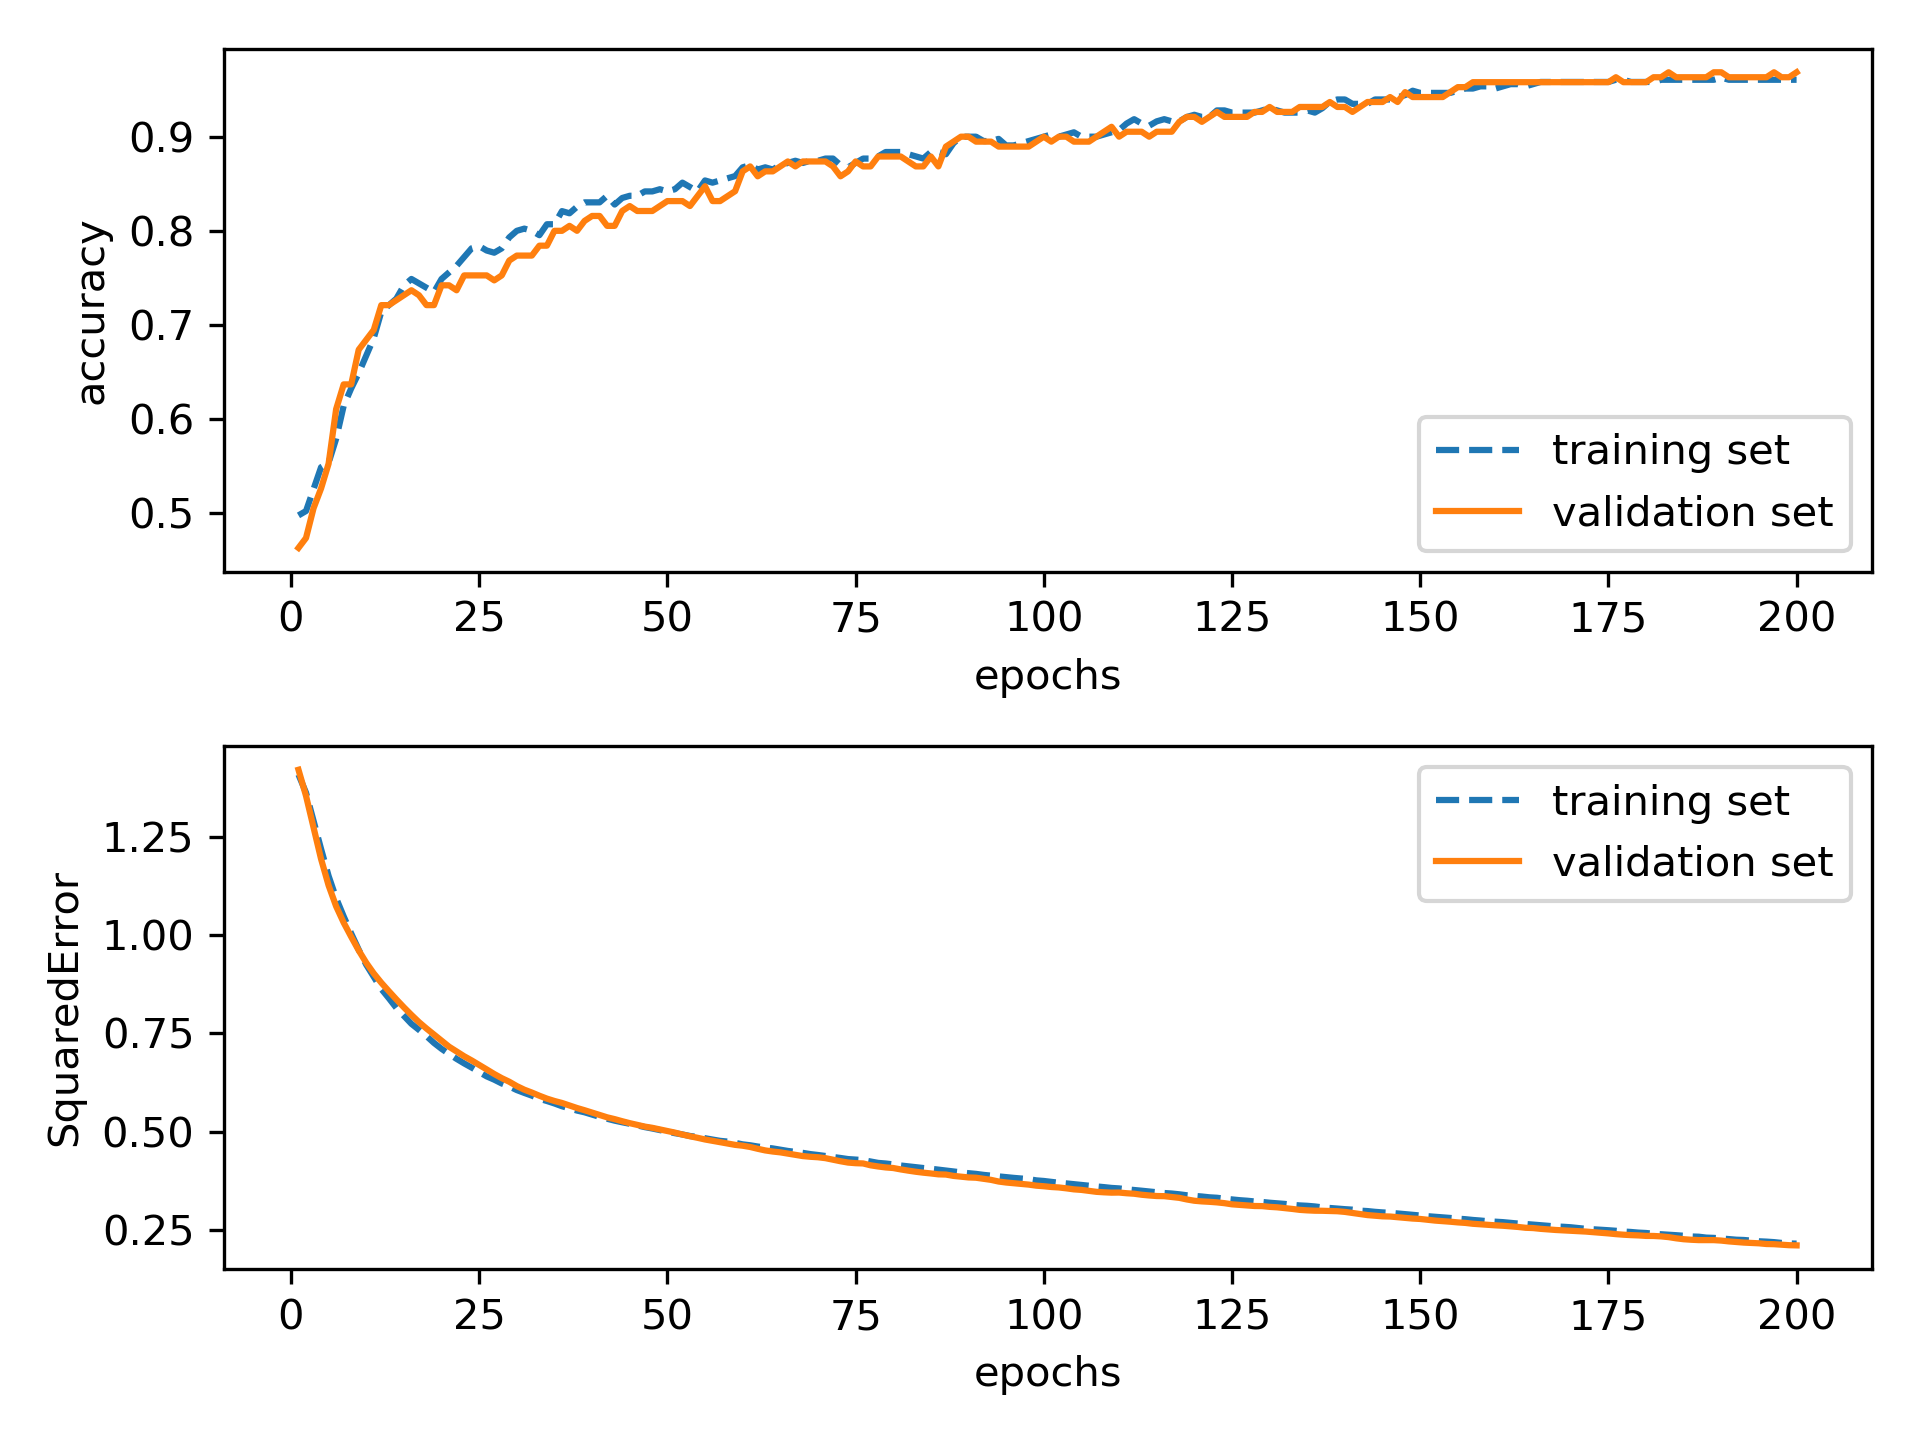 accuracy
0.9
0.8
0.7
0.6
0.5
training set
validation set
0 25 50 75 100 125 150 175 200
epochs
SquaredError
1.25
1.00
0.75
0.50
0.25
training set
validation set
0 25 50 75 100 125 150 175 200
epochs